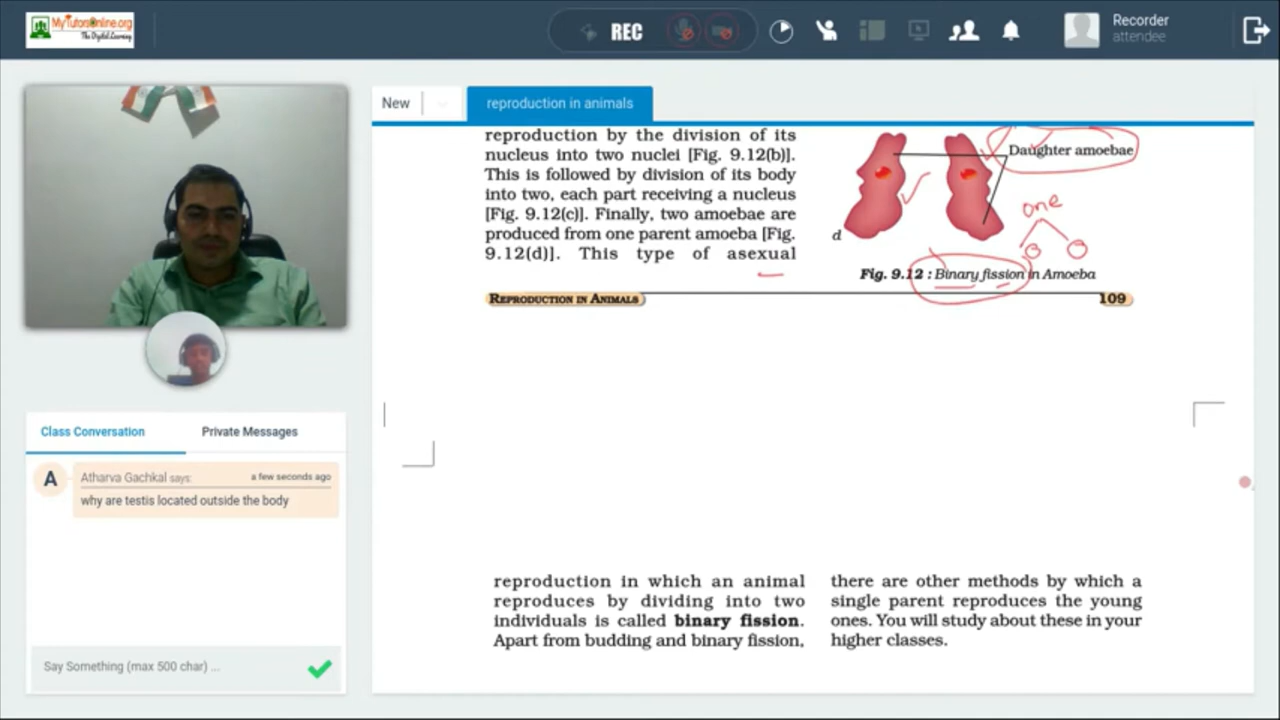 MyTutorsOnline.org
The Digital Learning
REC
Recorder
attendee
New
reproduction in animals
reproduction by the division of its
nucleus into two nuclei [Fig. 9.12(b)].
This is followed by division of its body
into two, each part receiving a nucleus
[Fig. 9.12(c)]. Finally, two amoebae are
produced from one parent amoeba [Fig.
9.12(d)]. This type of asexual
Daughter amoebae
one
d
Fig. 9.12 : Binary fission in Amoeba
REPRODUCTION IN ANIMALS
109
Class Conversation
Private Messages
A
Atharva Gachkal says:
a few seconds ago
why are testis located outside the body
Say Something (max 500 char) ...
reproduction in which an animal
reproduces by dividing into two
individuals is called binary fission.
Apart from budding and binary fission,
there are other methods by which a
single parent reproduces the young
ones. You will study about these in your
higher classes.